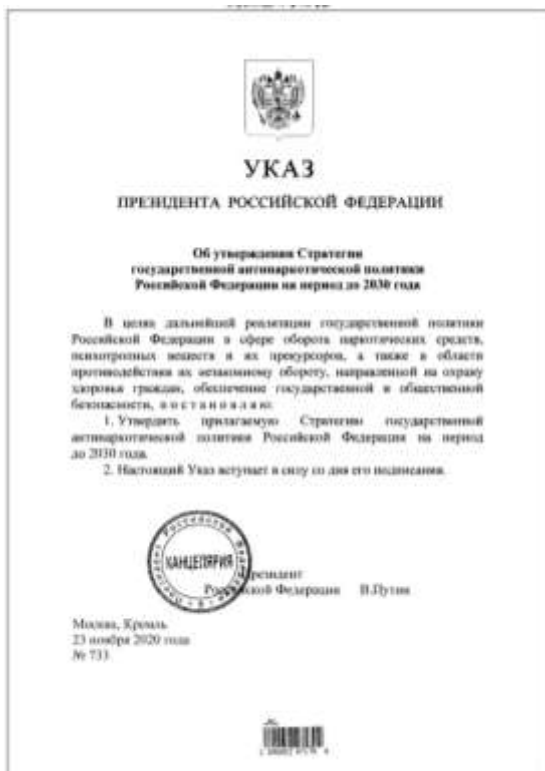 УКАЗ
ПРЕЗИДЕНТА РОССИЙСКОЙ ФЕДЕРАЦИИ
Об утверждении Стратегии
государственной антинаркотической политики
Российской Федерации на период до 2030 года
В целях дальнейшей реализации государственной политики
Российской Федерации в сфере оборота наркотических средств,
психотропных веществ и их прекурсоров, а также в области
противодействия их незаконному обороту, направленной на охрану
здоровья граждан, обеспечение государственной и общественной
безопасности, п о с т а н о в л я ю:
1. Утвердить прилагаемую Стратегию государственной
антинаркотической политики Российской Федерации на период
до 2030 года.
2. Настоящий Указ вступает в силу со дня его подписания.
КАНЦЕЛЯРИЯ
Президент
Российской Федерации В.Путин
Москва, Кремль
23 ноября 2020 года
№ 733